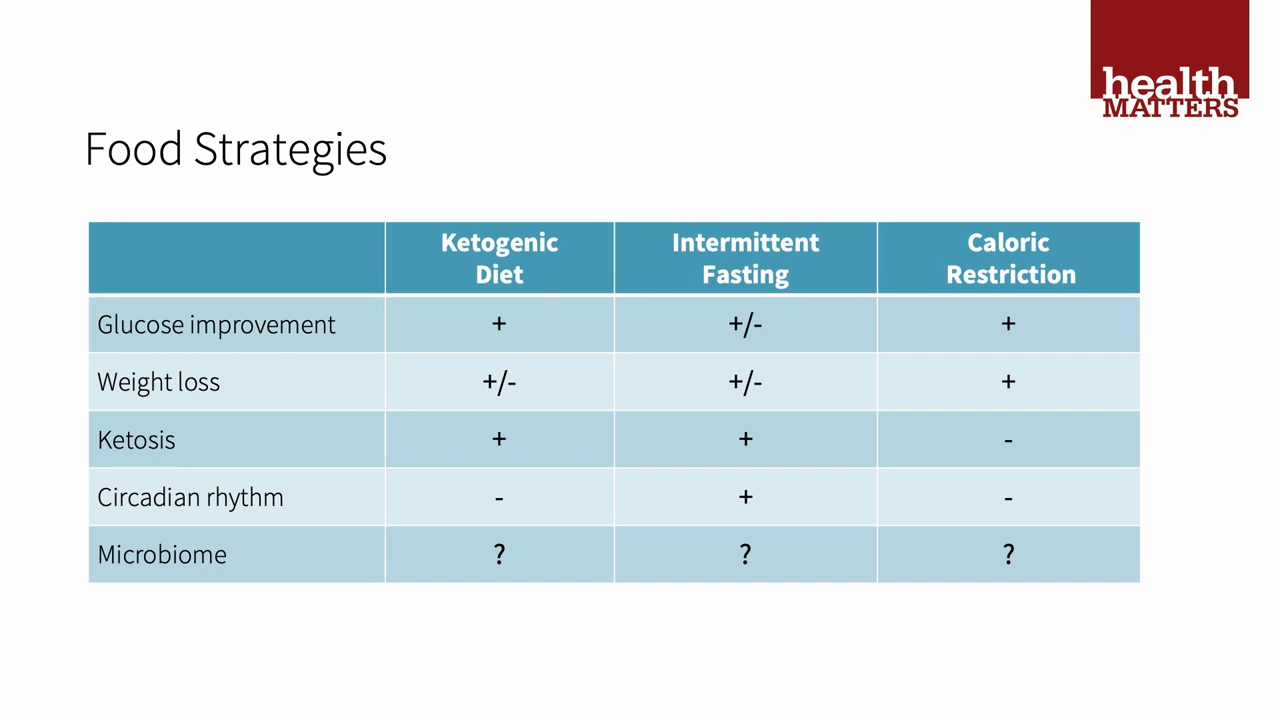 health
MATTERS
Food Strategies
Ketogenic Diet Intermittent Fasting Caloric Restriction
Glucose improvement + +/- +
Weight loss +/- +/- +
Ketosis + + -
Circadian rhythm - + -
Microbiome ? ? ?